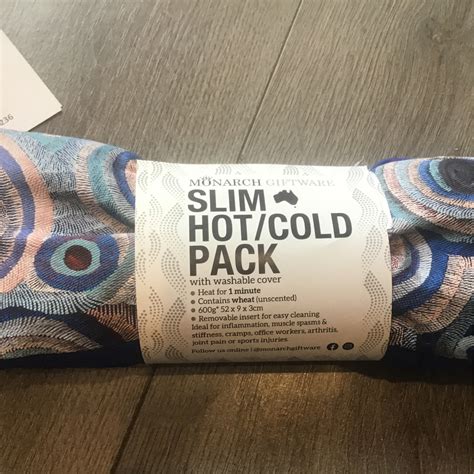 The
MONARCH GIFTWARE
SLIM
HOT/COLD
PACK
with washable cover
• Heat for 1 minute
• Contains wheat (unscented)
• 600g* 52 x 9 x 3cm
• Removable insert for easy cleaning
Ideal for inflammation, muscle spasms &
stiffness, cramps, office workers, arthritis,
joint pain or sports injuries.
Follow us online | @monarchgiftware
236